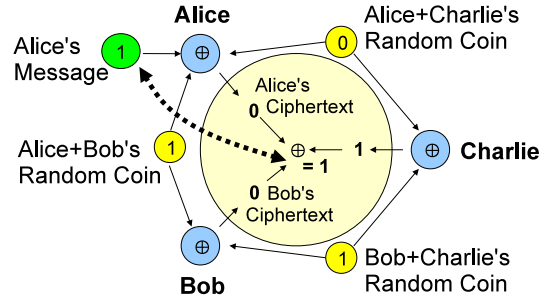 Alice
Alice+Charlie's
Random Coin
Alice's
Message
1
⊕
0
Alice's
Ciphertext
0
Alice+Bob's
Random Coin
1
⊕
= 1
1
⊕
Charlie
0 Bob's
Ciphertext
⊕
Bob
1
Bob+Charlie's
Random Coin